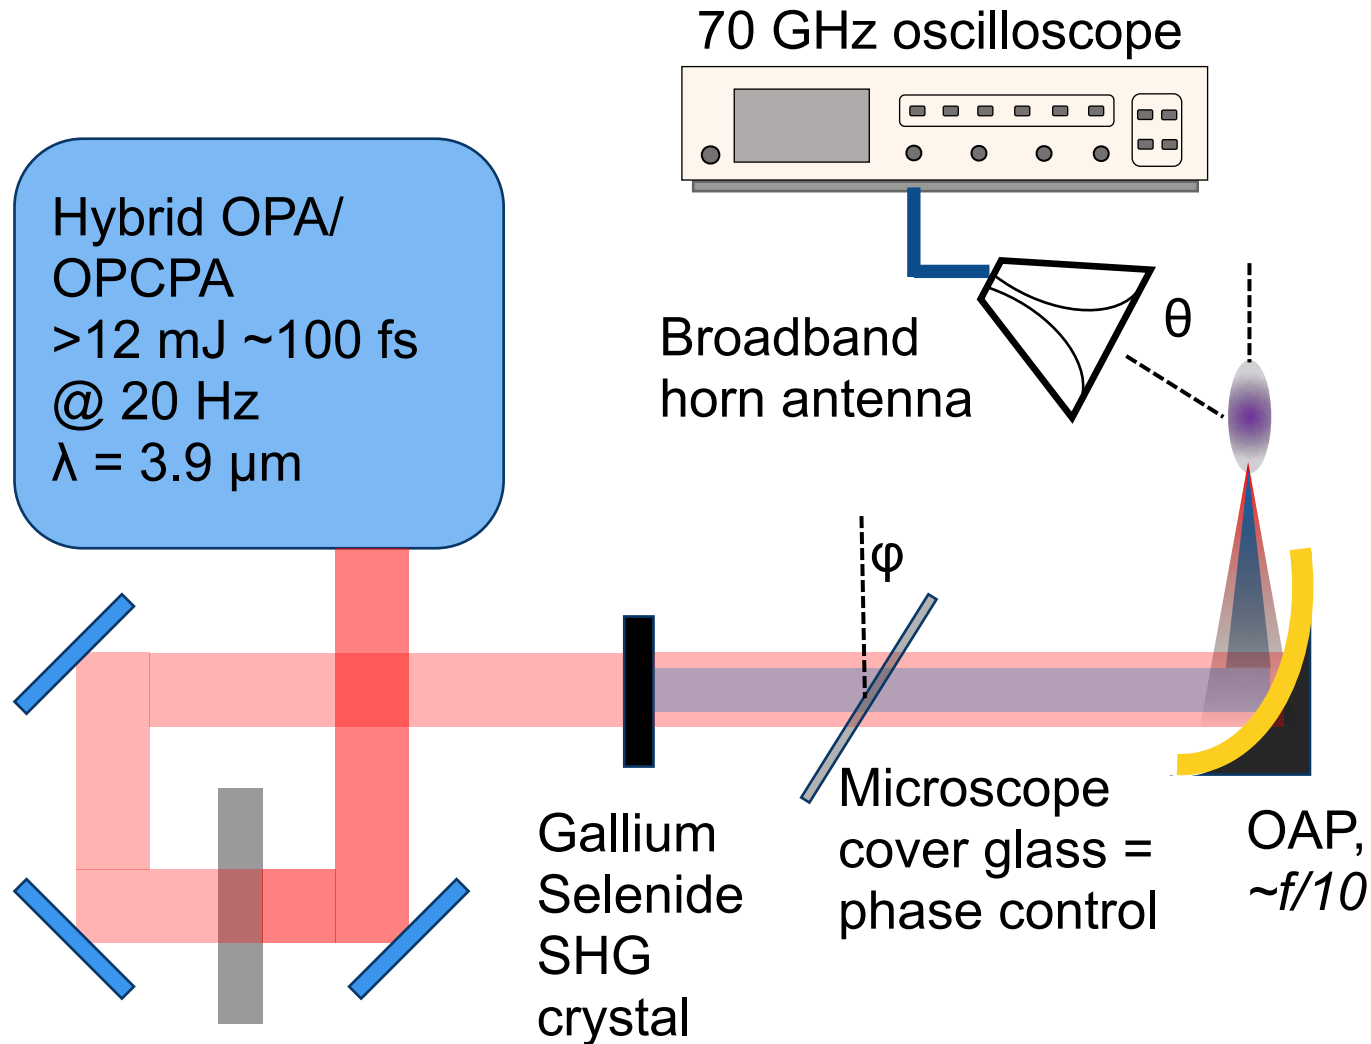 70 GHz oscilloscope
Hybrid OPA/
OPCPA
>12 mJ ~100 fs
@ 20 Hz
λ = 3.9 μm
Broadband
horn antenna
θ
φ
Gallium
Selenide
SHG
crystal
Microscope
cover glass =
phase control
OAP,
~f/10